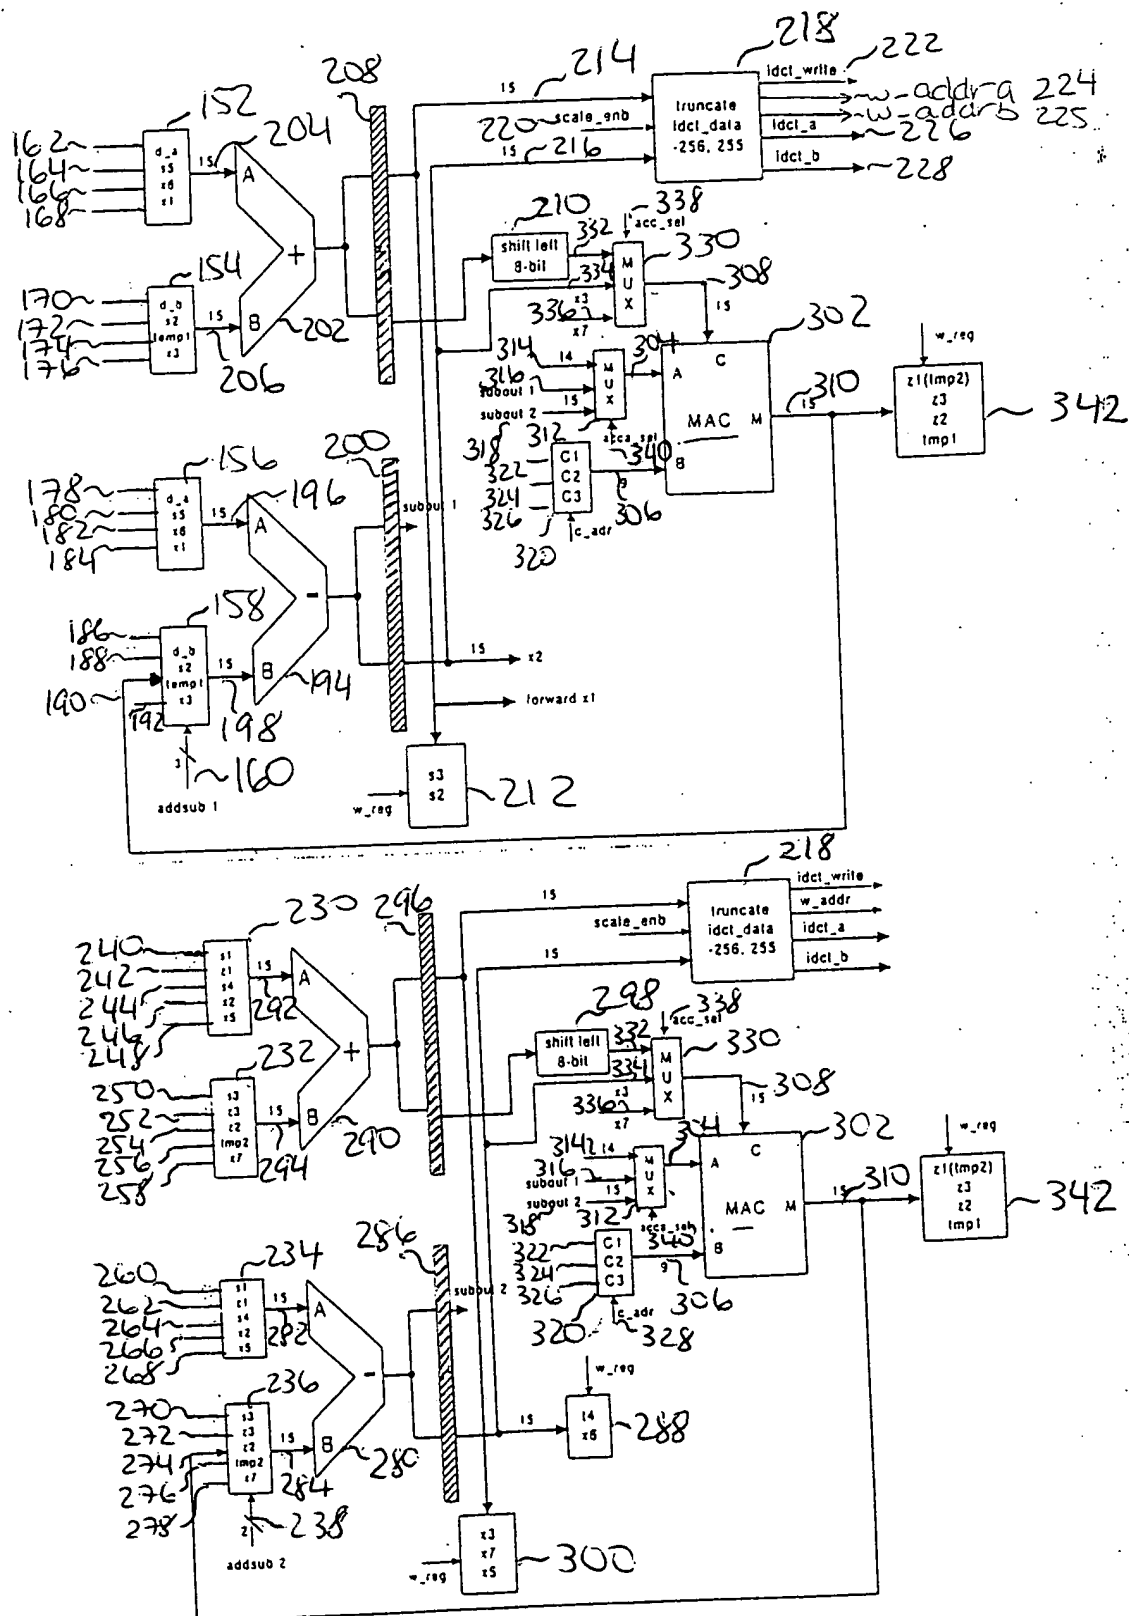 218
222
208
214
idct_write
15
152
220
scale_enb
truncate
idct_data
-256, 255
w_addra 224
w_addrb 225
idct_a
226
idct_b
228
204
162
164
166
168
d_a
s5
x6
x1
15
A
15
216
210
338
acc_sel
shift left
8-bit
332
334
336
x3
x7
M
U
X
330
308
15
154
170
172
174
176
d_b
s2
temp1
x3
15
+
B
202
206
314
14
316
subout 1
15
subout 2
318
312
M
U
X
304
acca_sel
340
A
C
B
MAC
M
302
310
15
w_reg
z1(tmp2)
z3
z2
tmp1
342
322
324
326
C1
C2
C3
9
306
320
c_adr
156
200
178
180
182
184
d_a
s5
x6
x1
15
196
A
subout 1
158
186
188
190
192
d_b
s2
temp1
x3
15
-
B
194
198
15
x2
forward x1
3
160
addsub 1
w_reg
s3
s2
212
218
230
296
15
scale_enb
15
truncate
idct_data
-256, 255
idct_write
w_addr
idct_a
idct_b
240
242
244
246
248
s1
z1
s4
x2
x5
15
292
A
298
338
acc_sel
shift left
8-bit
332
334
336
x3
x7
M
U
X
330
308
15
232
250
252
254
256
258
s3
z3
z2
tmp2
x7
15
294
+
B
290
314
14
316
subout 1
15
subout 2
318
312
M
U
X
304
acca_sel
340
A
C
B
MAC
M
302
310
15
w_reg
z1(tmp2)
z3
z2
tmp1
342
322
324
326
C1
C2
C3
9
306
320
c_adr
328
234
286
260
262
264
266
268
s1
z1
s4
x2
x5
15
282
A
subout 2
236
270
272
274
276
278
s3
z3
z2
tmp2
x7
15
284
-
B
280
15
w_reg
t4
x6
288
2
238
addsub 2
w_reg
x3
x7
x5
300